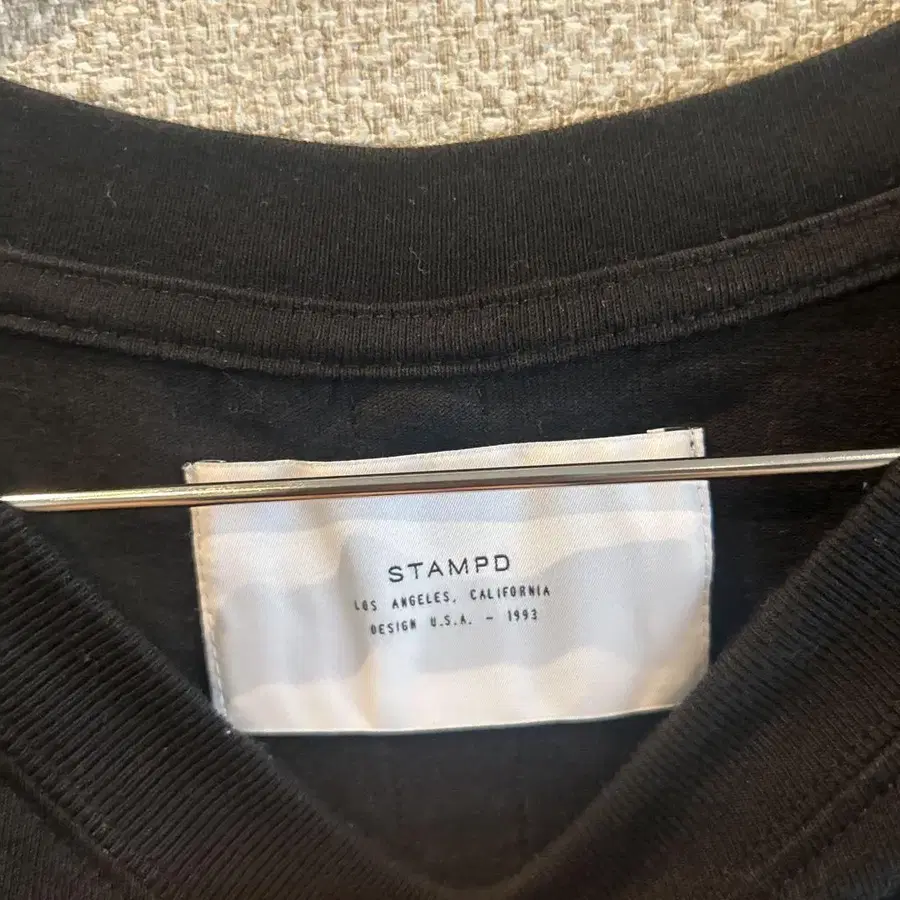 STAMPD
LOS ANGELES, CALIFORNIA
DESIGN U.S.A. - 1993